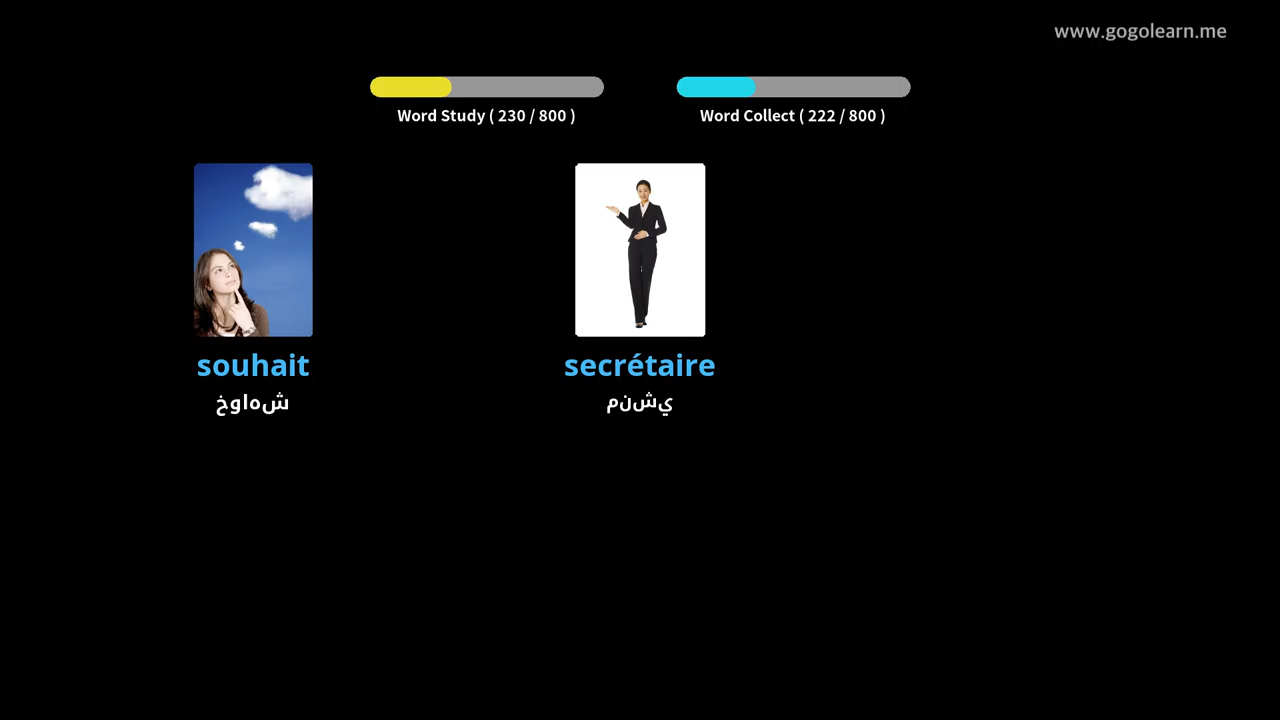 www.gogolearn.me
Word Study ( 230 / 800 )
Word Collect ( 222 / 800 )
souhait
خواهش
secrétaire
منشي